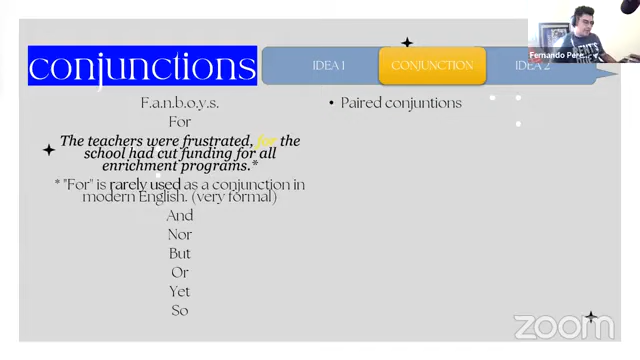 conjunctions
IDEA 1
CONJUNCTION
IDEA 2
F.a.n.b.o.y.s.
For
The teachers were frustrated, for the
school had cut funding for all
enrichment programs.*
* "For" is rarely used as a conjunction in
modern English. (very formal)
And
Nor
But
Or
Yet
So
• Paired conjuntions
Fernando Pere
zoom